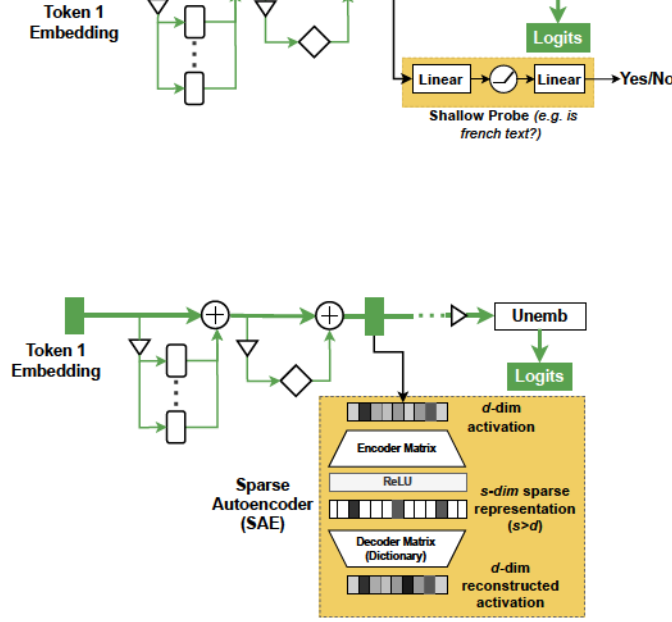 Token 1
Embedding
Logits
Linear
Linear
Yes/No
Shallow Probe (e.g. is
french text?)
Token 1
Embedding
Unemb
Logits
d-dim
activation
Encoder Matrix
ReLU
Sparse
Autoencoder
(SAE)
s-dim sparse
representation
(s>d)
Decoder Matrix
(Dictionary)
d-dim
reconstructed
activation